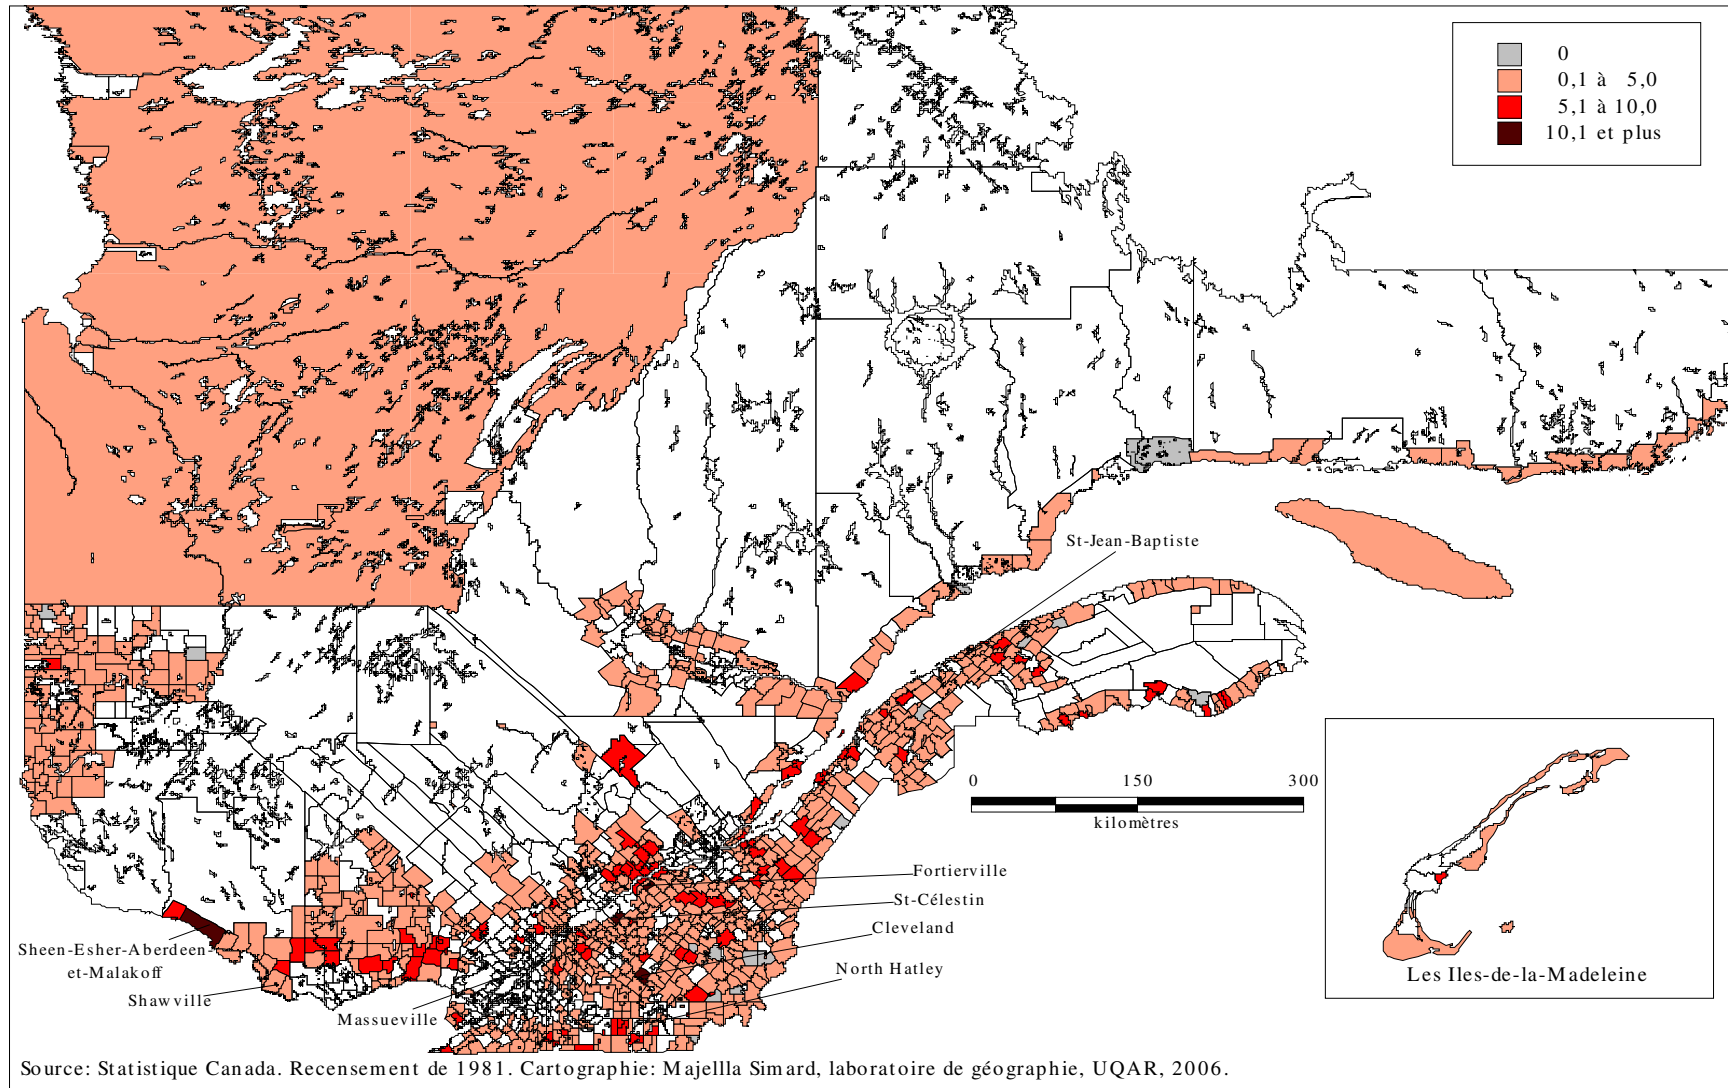 0
0,1 à 5,0
5,1 à 10,0
10,1 et plus
St-Jean-Baptiste
0 150 300
kilomètres
Fortierville
St-Célestin
Cleveland
North Hatley
Sheen-Esher-Aberdeen-
et-Malakoff
Shawville
Massueville
Les Iles-de-la-Madeleine
Source: Statistique Canada. Recensement de 1981. Cartographie: Majellla Simard, laboratoire de géographie, UQAR, 2006.